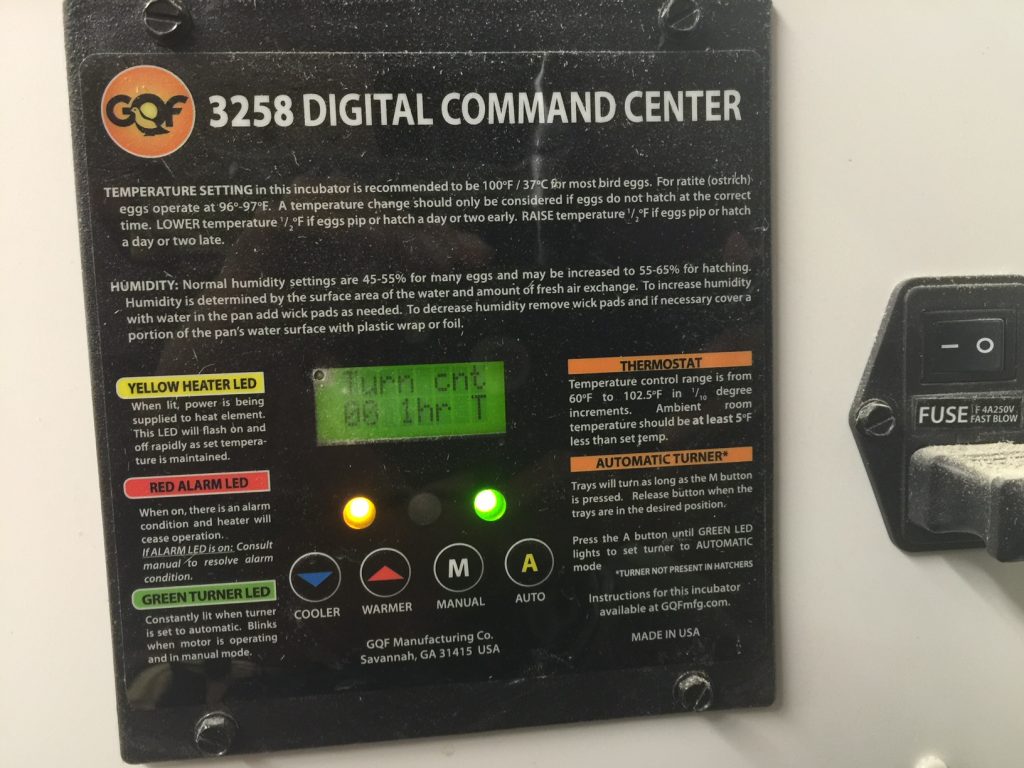 GQF
3258 DIGITAL COMMAND CENTER
TEMPERATURE SETTING in this incubator is recommended to be 100°F / 37°C for most bird eggs. For ratite (ostrich)
eggs operate at 96°-97°F. A temperature change should only be considered if eggs do not hatch at the correct
time. LOWER temperature 1/2°F if eggs pip or hatch a day or two early. RAISE temperature 1/2°F if eggs pip or hatch
a day or two late.
HUMIDITY: Normal humidity settings are 45-55% for many eggs and may be increased to 55-65% for hatching.
Humidity is determined by the surface area of the water and amount of fresh air exchange. To increase humidity
with water in the pan add wick pads as needed. To decrease humidity remove wick pads and if necessary cover a
portion of the pan's water surface with plastic wrap or foil.
YELLOW HEATER LED
When lit, power is being
supplied to heat element.
This LED will flash on and
off rapidly as set tempera-
ture is maintained.
RED ALARM LED
When on, there is an alarm
condition and heater will
cease operation.
If ALARM LED is on: Consult
manual to resolve alarm
condition.
GREEN TURNER LED
Constantly lit when turner
is set to automatic. Blinks
when motor is operating
and in manual mode.
Turn cnt
06 1hr T
COOLER
WARMER
M
MANUAL
A
AUTO
GQF Manufacturing Co.
Savannah, GA 31415 USA
THERMOSTAT
Temperature control range is from
60°F to 102.5°F in 1/10 degree
increments. Ambient room
temperature should be at least 5°F
less than set temp.
AUTOMATIC TURNER*
Trays will turn as long as the M button
is pressed. Release button when the
trays are in the desired position.
Press the A button until GREEN LED
lights to set turner to AUTOMATIC
mode
*TURNER NOT PRESENT IN HATCHERS
Instructions for this incubator
available at GQFmfg.com.
MADE IN USA
I O
FUSE F 4A250V
FAST BLOW